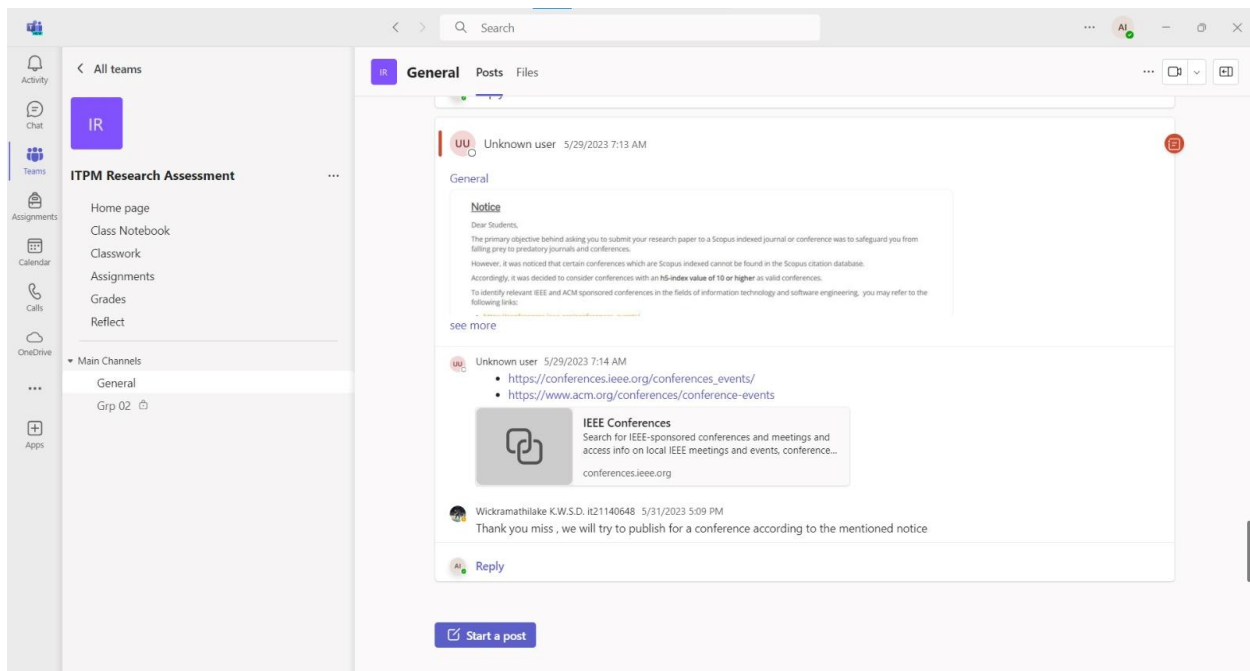 Search
AI
Activity
Chat
Teams
Assignments
Calendar
Calls
OneDrive
Apps
All teams
IR
ITPM Research Assessment
Home page
Class Notebook
Classwork
Assignments
Grades
Reflect
Main Channels
General
Grp 02
IR
General Posts Files
UU Unknown user 5/29/2023 7:13 AM
General
Notice
Dear Students,
The primary objective behind asking you to submit your research paper to a Scopus indexed journal or conference was to safeguard you from
falling prey to predatory journals and conferences.
However, it was noticed that certain conferences which are Scopus indexed cannot be found in the Scopus citation database.
Accordingly, it was decided to consider conferences with an h5-index value of 10 or higher as valid conferences.
To identify relevant IEEE and ACM sponsored conferences in the fields of information technology and software engineering, you may refer to the
following links:
see more
UU Unknown user 5/29/2023 7:14 AM
• https://conferences.ieee.org/conferences_events/
• https://www.acm.org/conferences/conference-events
IEEE Conferences
Search for IEEE-sponsored conferences and meetings and
access info on local IEEE meetings and events, conference...
conferences.ieee.org
Wickramathilake K.W.S.D. it21140648 5/31/2023 5:09 PM
Thank you miss , we will try to publish for a conference according to the mentioned notice
AI Reply
Start a post